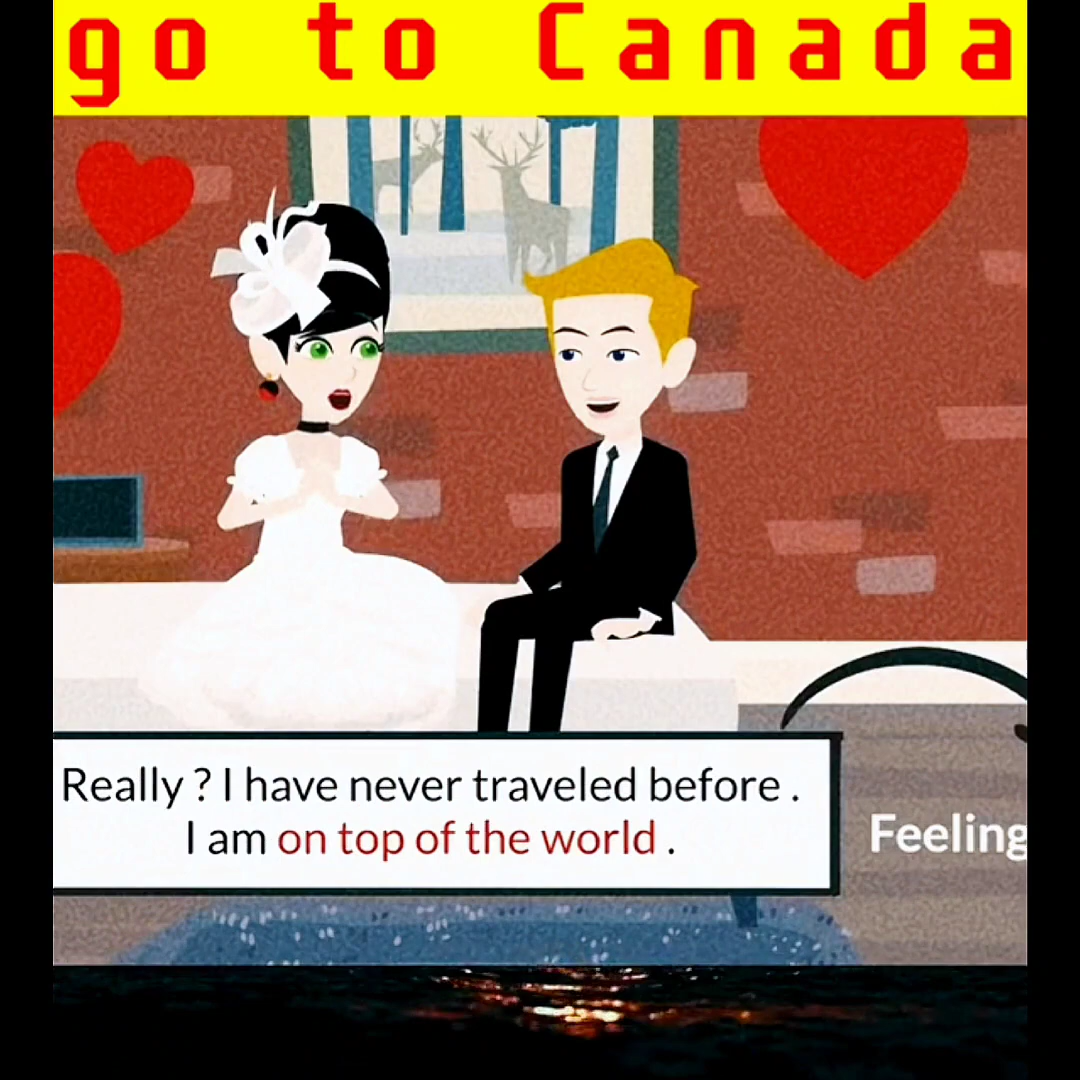 go to Canada
Really ? I have never traveled before .
I am on top of the world .
Feeling